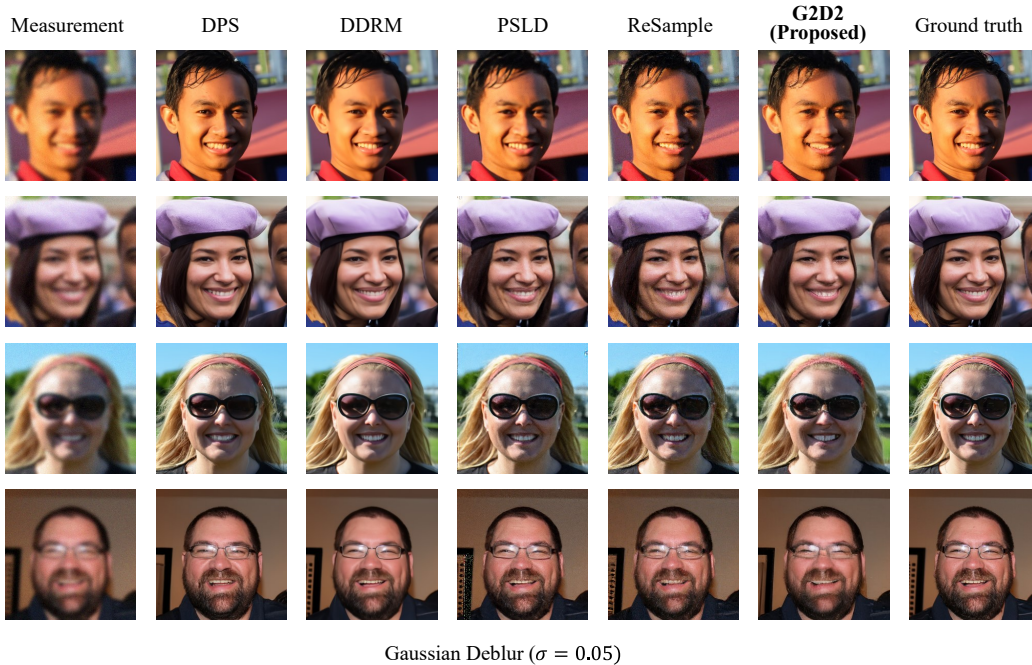 Measurement DPS DDRM PSLD ReSample G2D2 (Proposed) Ground truth
Gaussian Deblur (σ = 0.05)